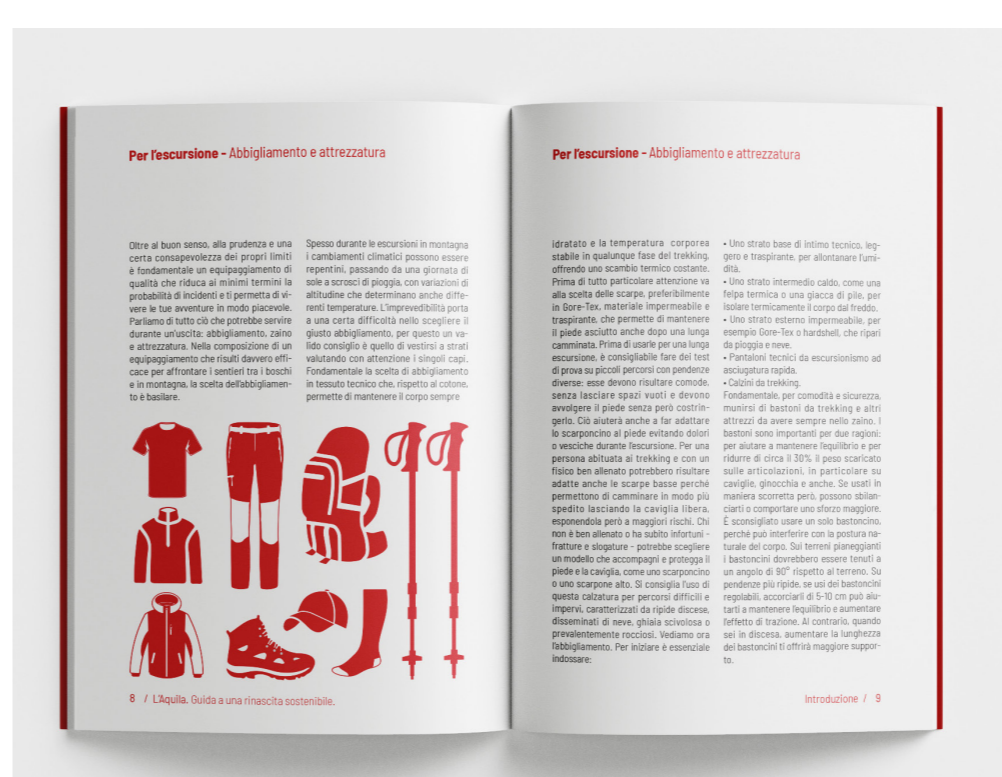 Per l'escursione - Abbigliamento e attrezzatura
Oltre al buon senso, alla prudenza e una
certa consapevolezza dei propri limiti
è fondamentale un equipaggiamento di
qualità che riduca ai minimi termini la
probabilità di incidenti e ti permetta di vi-
vere le tue avventure in modo piacevole.
Parliamo di tutto ciò che potrebbe servire
durante un'uscita: abbigliamento, zaino
e attrezzatura. Nella composizione di un
equipaggiamento che risulti davvero effi-
cace per affrontare i sentieri tra i boschi
e in montagna, la scelta dell'abbigliamen-
to è basilare.
Spesso durante le escursioni in montagna
i cambiamenti climatici possono essere
repentini, passando da una giornata di
sole a scrosci di pioggia, con variazioni di
altitudine che determinano anche diffe-
renti temperature. L'imprevedibilità porta
a una certa difficoltà nello scegliere il
giusto abbigliamento, per questo un va-
lido consiglio è quello di vestirsi a strati
valutando con attenzione i singoli capi.
Fondamentale la scelta di abbigliamento
in tessuto tecnico che, rispetto al cotone,
permette di mantenere il corpo sempre
8 / L'Aquila. Guida a una rinascita sostenibile.
Per l'escursione - Abbigliamento e attrezzatura
idratato e la temperatura corporea
stabile in qualunque fase del trekking,
offrendo uno scambio termico costante.
Prima di tutto particolare attenzione va
alla scelta delle scarpe, preferibilmente
in Gore-Tex, materiale impermeabile e
traspirante, che permette di mantenere
il piede asciutto anche dopo una lunga
camminata. Prima di usarle per una lunga
escursione, è consigliabile fare dei test
di prova su piccoli percorsi con pendenze
diverse: esse devono risultare comode,
senza lasciare spazi vuoti e devono
avvolgere il piede senza però costrin-
gerlo. Ciò aiuterà anche a far adattare
lo scarponcino al piede evitando dolori
o vesciche durante l'escursione. Per una
persona abituata ai trekking e con un
fisico ben allenato potrebbero risultare
adatte anche le scarpe basse perché
permettono di camminare in modo più
spedito lasciando la caviglia libera,
esponendola però a maggiori rischi. Chi
non è ben allenato o ha subito infortuni -
fratture e slogature - potrebbe scegliere
un modello che accompagni e protegga il
piede e la caviglia, come uno scarponcino
o uno scarpone alto. Si consiglia l'uso di
questa calzatura per percorsi difficili e
impervi, caratterizzati da ripide discese,
disseminati di neve, ghiaia scivolosa o
prevalentemente rocciosi. Vediamo ora
l'abbigliamento. Per iniziare è essenziale
indossare:
• Uno strato base di intimo tecnico, leg-
gero e traspirante, per allontanare l'umi-
dità.
• Uno strato intermedio caldo, come una
felpa termica o una giacca di pile, per
isolare termicamente il corpo dal freddo.
• Uno strato esterno impermeabile, per
esempio Gore-Tex o hardshell, che ripari
da pioggia e neve.
• Pantaloni tecnici da escursionismo ad
asciugatura rapida.
• Calzini da trekking.
Fondamentale, per comodità e sicurezza,
munirsi di bastoni da trekking e altri
attrezzi da avere sempre nello zaino. I
bastoni sono importanti per due ragioni:
per aiutare a mantenere l'equilibrio e per
ridurre di circa il 30% il peso scaricato
sulle articolazioni, in particolare su
caviglie, ginocchia e anche. Se usati in
maniera scorretta però, possono sbilan-
ciarti o comportare uno sforzo maggiore.
È sconsigliato usare un solo bastoncino,
perché può interferire con la postura na-
turale del corpo. Sui terreni pianeggianti
i bastoncini dovrebbero essere tenuti a
un angolo di 90° rispetto al terreno. Su
pendenze più ripide, se usi dei bastoncini
regolabili, accorciarli di 5-10 cm può aiu-
tarti a mantenere l'equilibrio e aumentare
l'effetto di trazione. Al contrario, quando
sei in discesa, aumentare la lunghezza
dei bastoncini ti offrirà maggiore suppor-
to.
Introduzione / 9